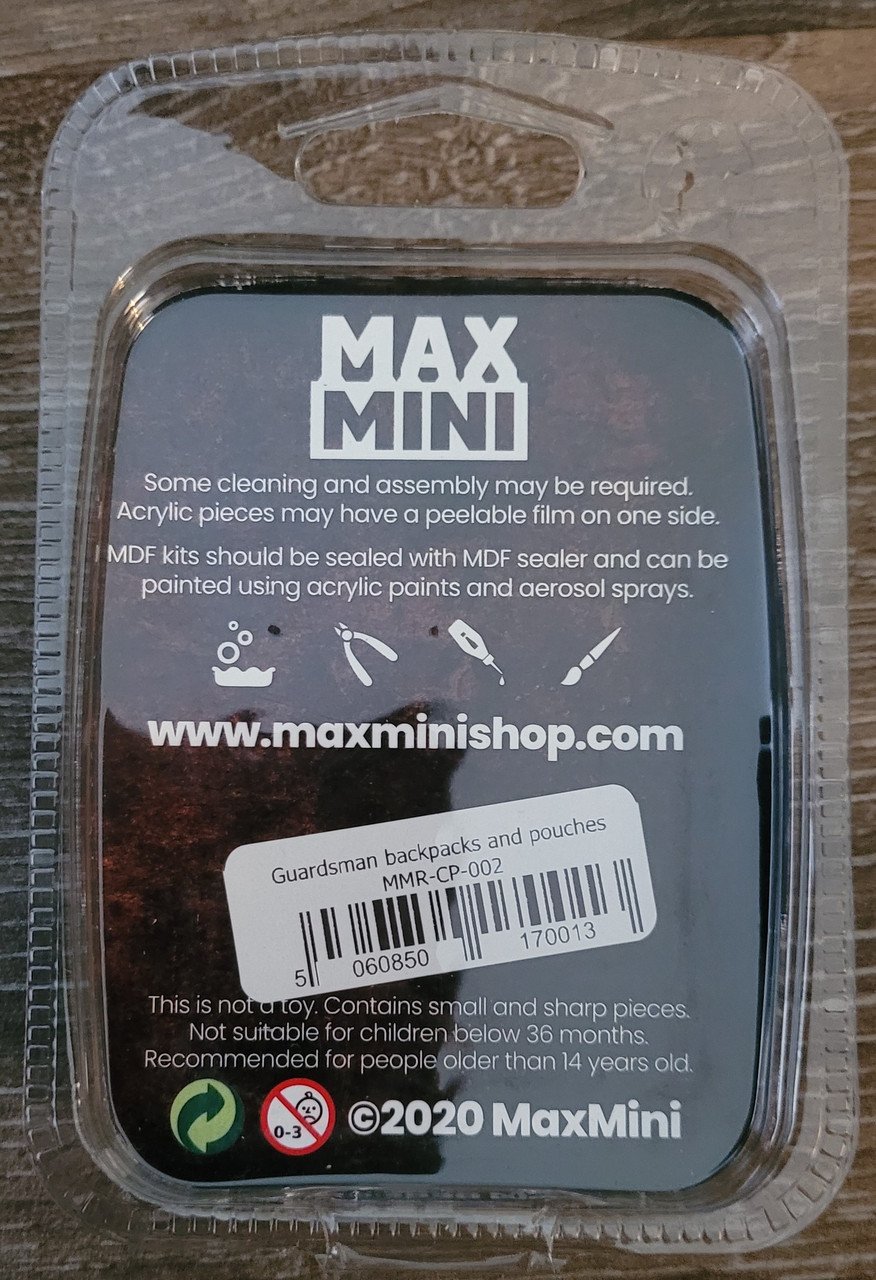 MAX
MINI
Some cleaning and assembly may be required.
Acrylic pieces may have a peelable film on one side.
MDF kits should be sealed with MDF sealer and can be
painted using acrylic paints and aerosol sprays.
www.maxminishop.com
Guardsman backpacks and pouches
MMR-CP-002
5 060850 170013
This is not a toy. Contains small and sharp pieces.
Not suitable for children below 36 months.
Recommended for people older than 14 years old.
0-3 ©2020 MaxMini